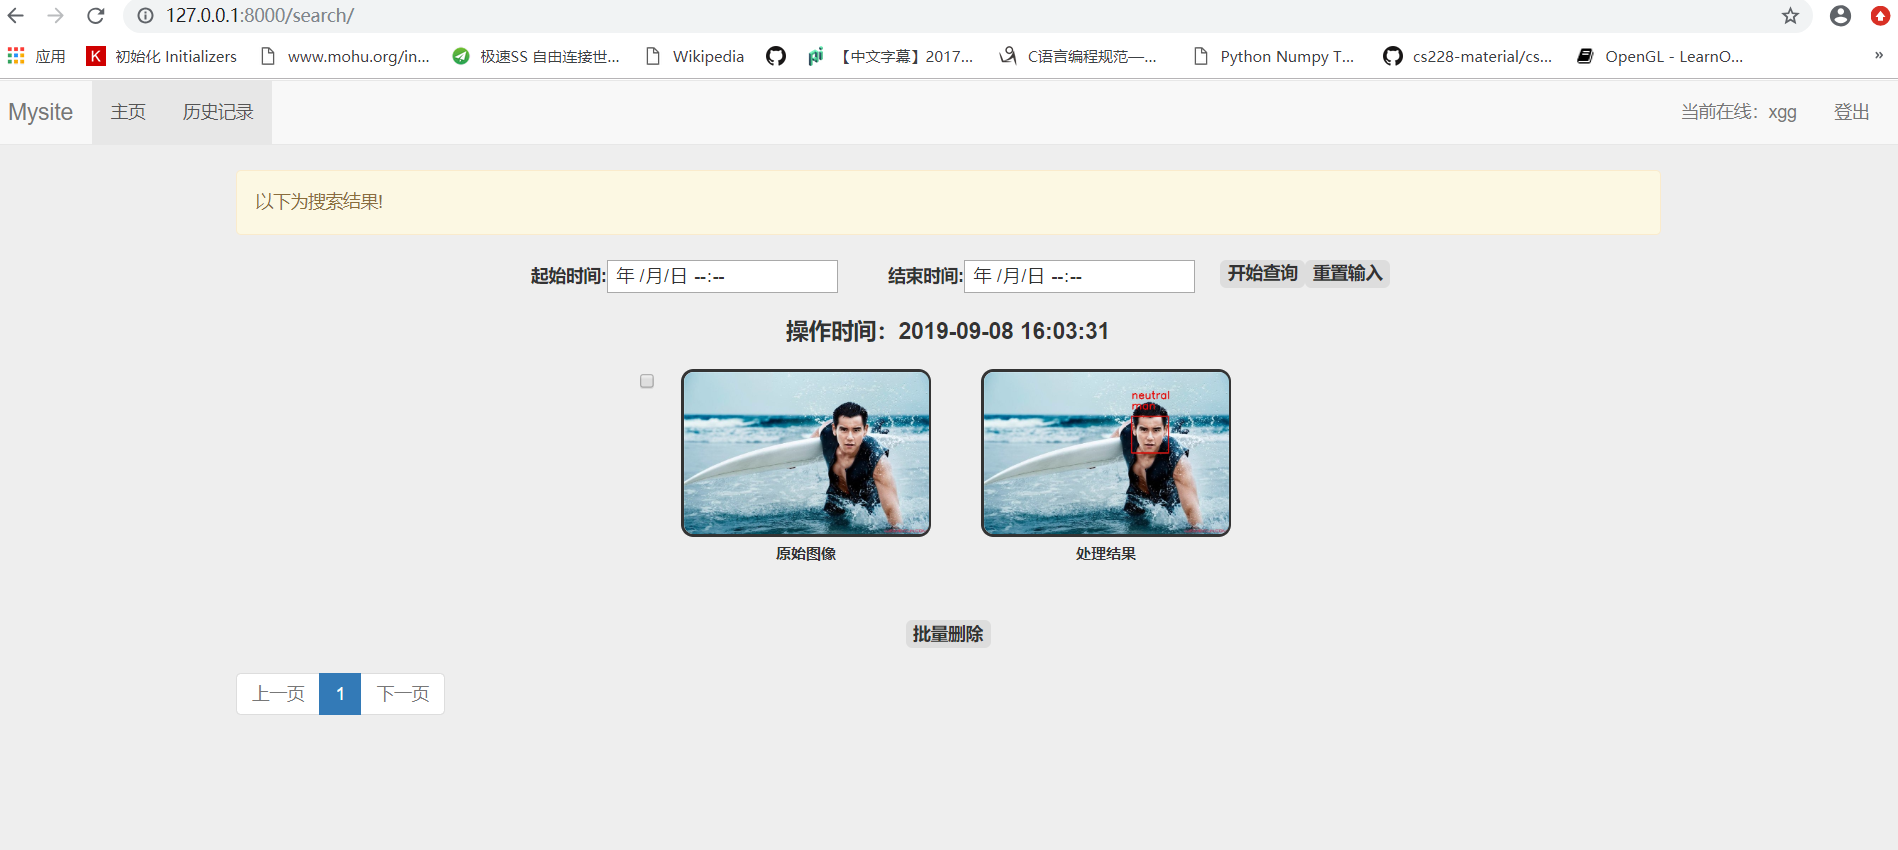 127.0.0.1:8000/search/
应用
初始化 Initializers
www.mohu.org/in...
极速SS 自由连接世...
Wikipedia
【中文字幕】2017...
C语言编程规范—...
Python Numpy T...
cs228-material/cs...
OpenGL - LearnO...
»
Mysite
主页
历史记录
当前在线：xgg
登出
以下为搜索结果!
起始时间: 年 /月/日 --:--
结束时间: 年 /月/日 --:--
开始查询 重置输入
操作时间：2019-09-08 16:03:31
neutral
原始图像
处理结果
批量删除
上一页 1 下一页